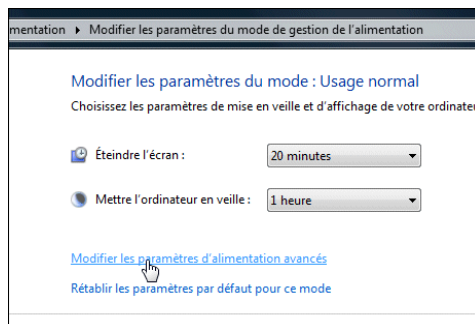 mentation ▸ Modifier les paramètres du mode de gestion de l'alimentation
Modifier les paramètres du mode : Usage normal
Choisissez les paramètres de mise en veille et d'affichage de votre ordinateu
Éteindre l'écran : 20 minutes
Mettre l'ordinateur en veille : 1 heure
Modifier les paramètres d'alimentation avancés
Rétablir les paramètres par défaut pour ce mode